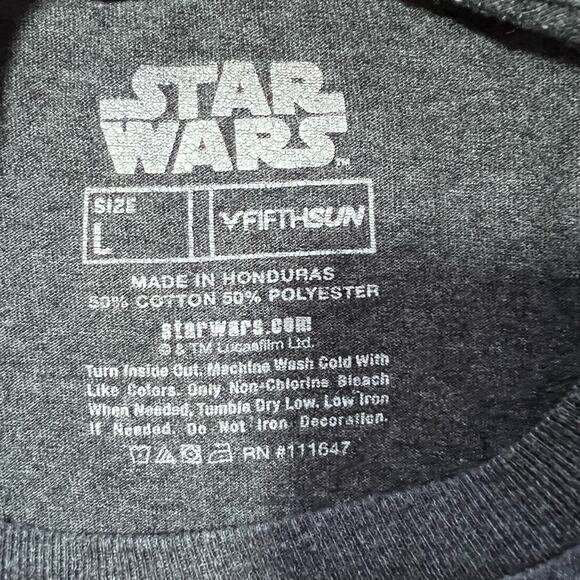 STAR
WARS™
SIZE
L
FIFTHSUN
MADE IN HONDURAS
50% COTTON 50% POLYESTER
starwars.com
© & TM Lucasfilm Ltd.
Turn Inside Out, Machine Wash Cold With
Like Colors. Only Non-Chlorine Bleach
When Needed, Tumble Dry Low. Low Iron
If Needed. Do Not Iron Decoration.
RN #111647